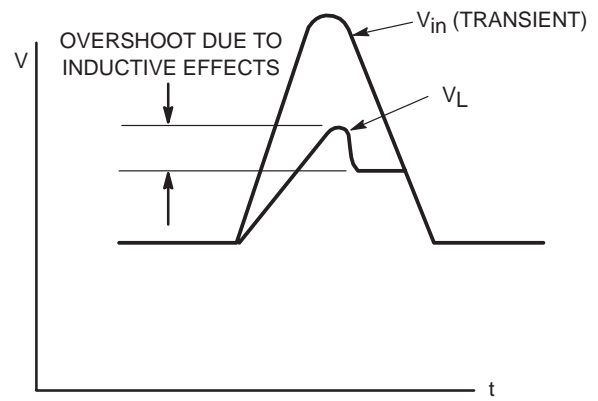 V
OVERSHOOT DUE TO
INDUCTIVE EFFECTS
Vin (TRANSIENT)
VL
t